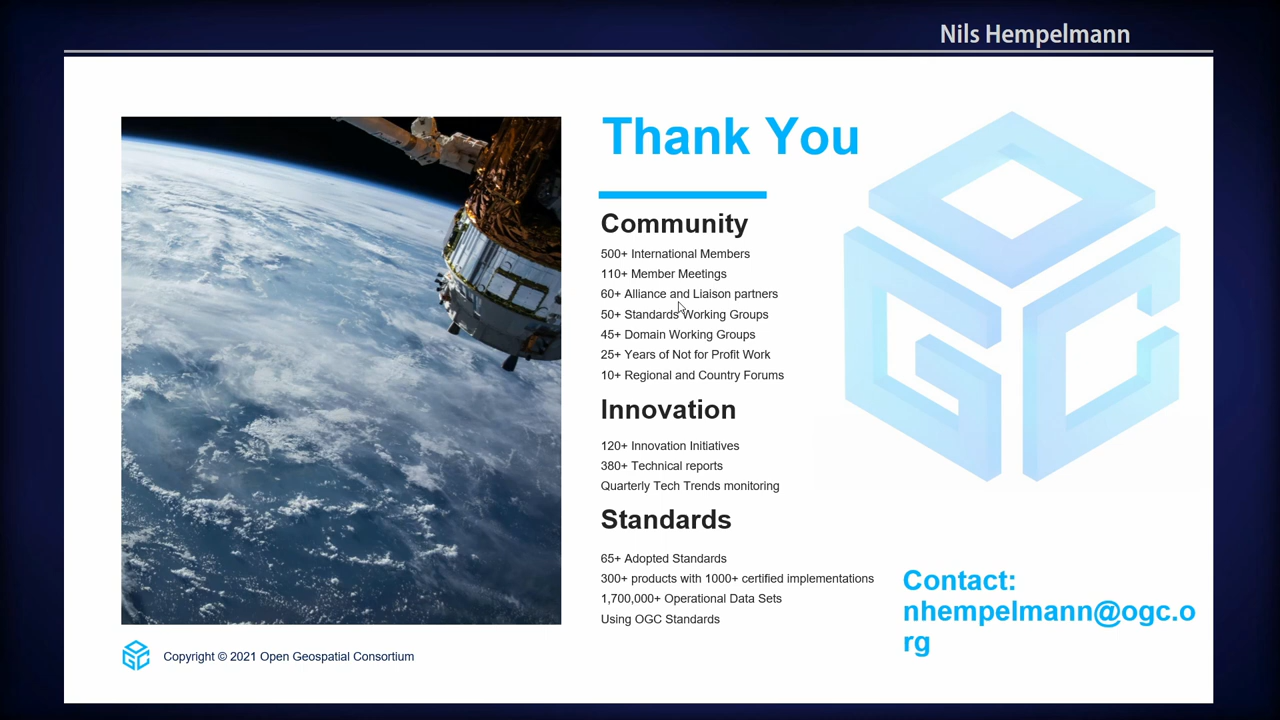 Nils Hempelmann
Thank You
Community
500+ International Members
110+ Member Meetings
60+ Alliance and Liaison partners
50+ Standards Working Groups
45+ Domain Working Groups
25+ Years of Not for Profit Work
10+ Regional and Country Forums
Innovation
120+ Innovation Initiatives
380+ Technical reports
Quarterly Tech Trends monitoring
Standards
65+ Adopted Standards
300+ products with 1000+ certified implementations
1,700,000+ Operational Data Sets
Using OGC Standards
OGC
Contact:
nhempelmann@ogc.o
rg
OGC
Copyright © 2021 Open Geospatial Consortium